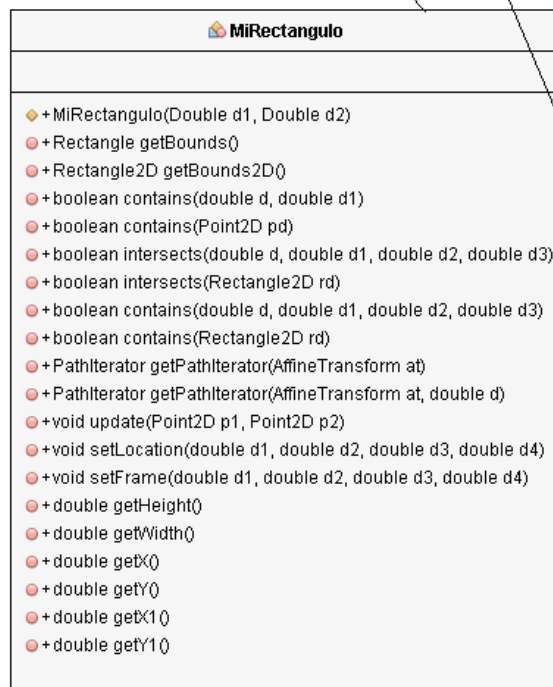 MiRectangulo
+MiRectangulo(Double d1, Double d2)
+Rectangle getBounds()
+Rectangle2D getBounds2D()
+boolean contains(double d, double d1)
+boolean contains(Point2D pd)
+boolean intersects(double d, double d1, double d2, double d3)
+boolean intersects(Rectangle2D rd)
+boolean contains(double d, double d1, double d2, double d3)
+boolean contains(Rectangle2D rd)
+PathIterator getPathIterator(AffineTransform at)
+PathIterator getPathIterator(AffineTransform at, double d)
+void update(Point2D p1, Point2D p2)
+void setLocation(double d1, double d2, double d3, double d4)
+void setFrame(double d1, double d2, double d3, double d4)
+double getHeight()
+double getWidth()
+double getX()
+double getY()
+double getX1()
+double getY1()